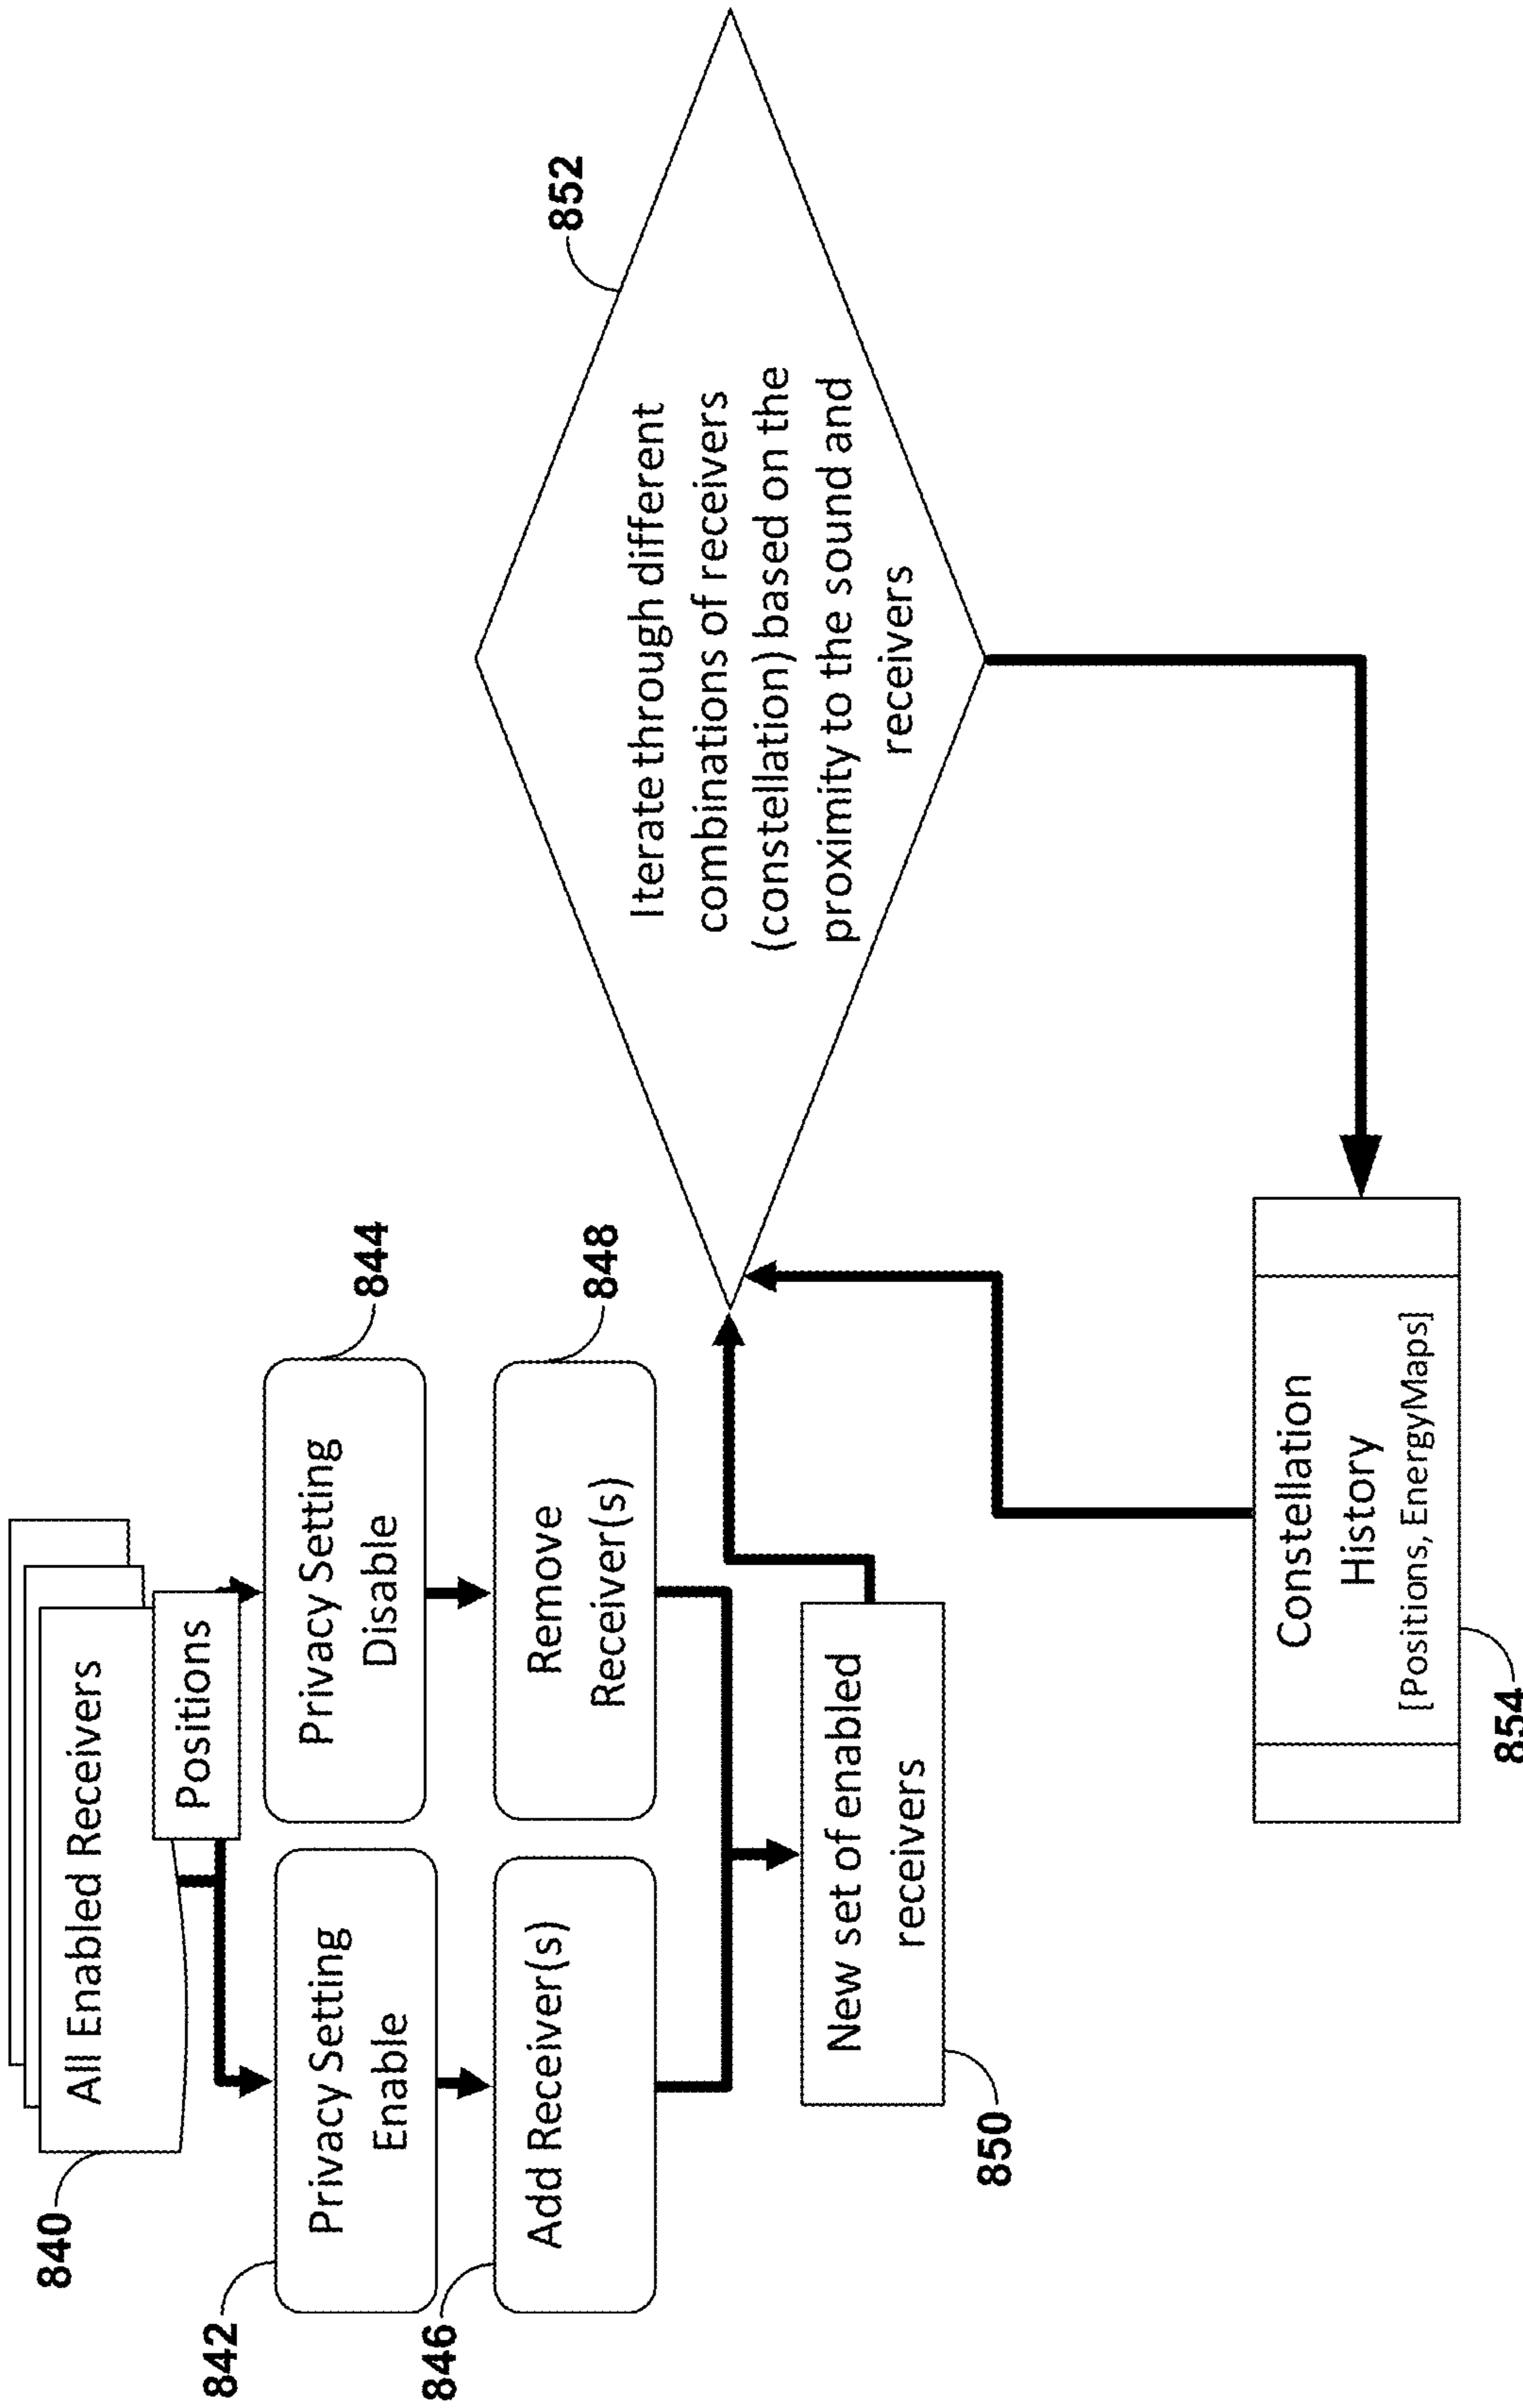 840
All Enabled Receivers
Positions
842
Privacy Setting
Enable
844
Privacy Setting
Disable
846
Add Receiver(s)
848
Remove
Receiver(s)
850
New set of enabled
receivers
852
Iterate through different
combinations of receivers
(constellation) based on the
proximity to the sound and
receivers
Constellation
History
[Positions, EnergyMaps]
854